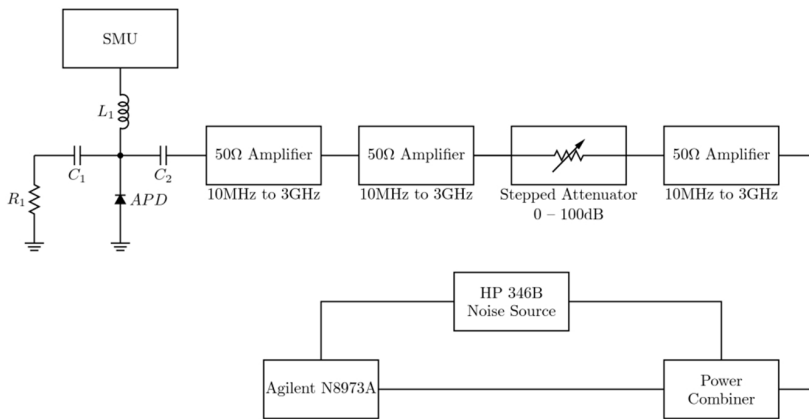 SMU
L1
C1
C2
R1
APD
50Ω Amplifier
10MHz to 3GHz
50Ω Amplifier
10MHz to 3GHz
Stepped Attenuator
0 – 100dB
50Ω Amplifier
10MHz to 3GHz
HP 346B
Noise Source
Agilent N8973A
Power
Combiner